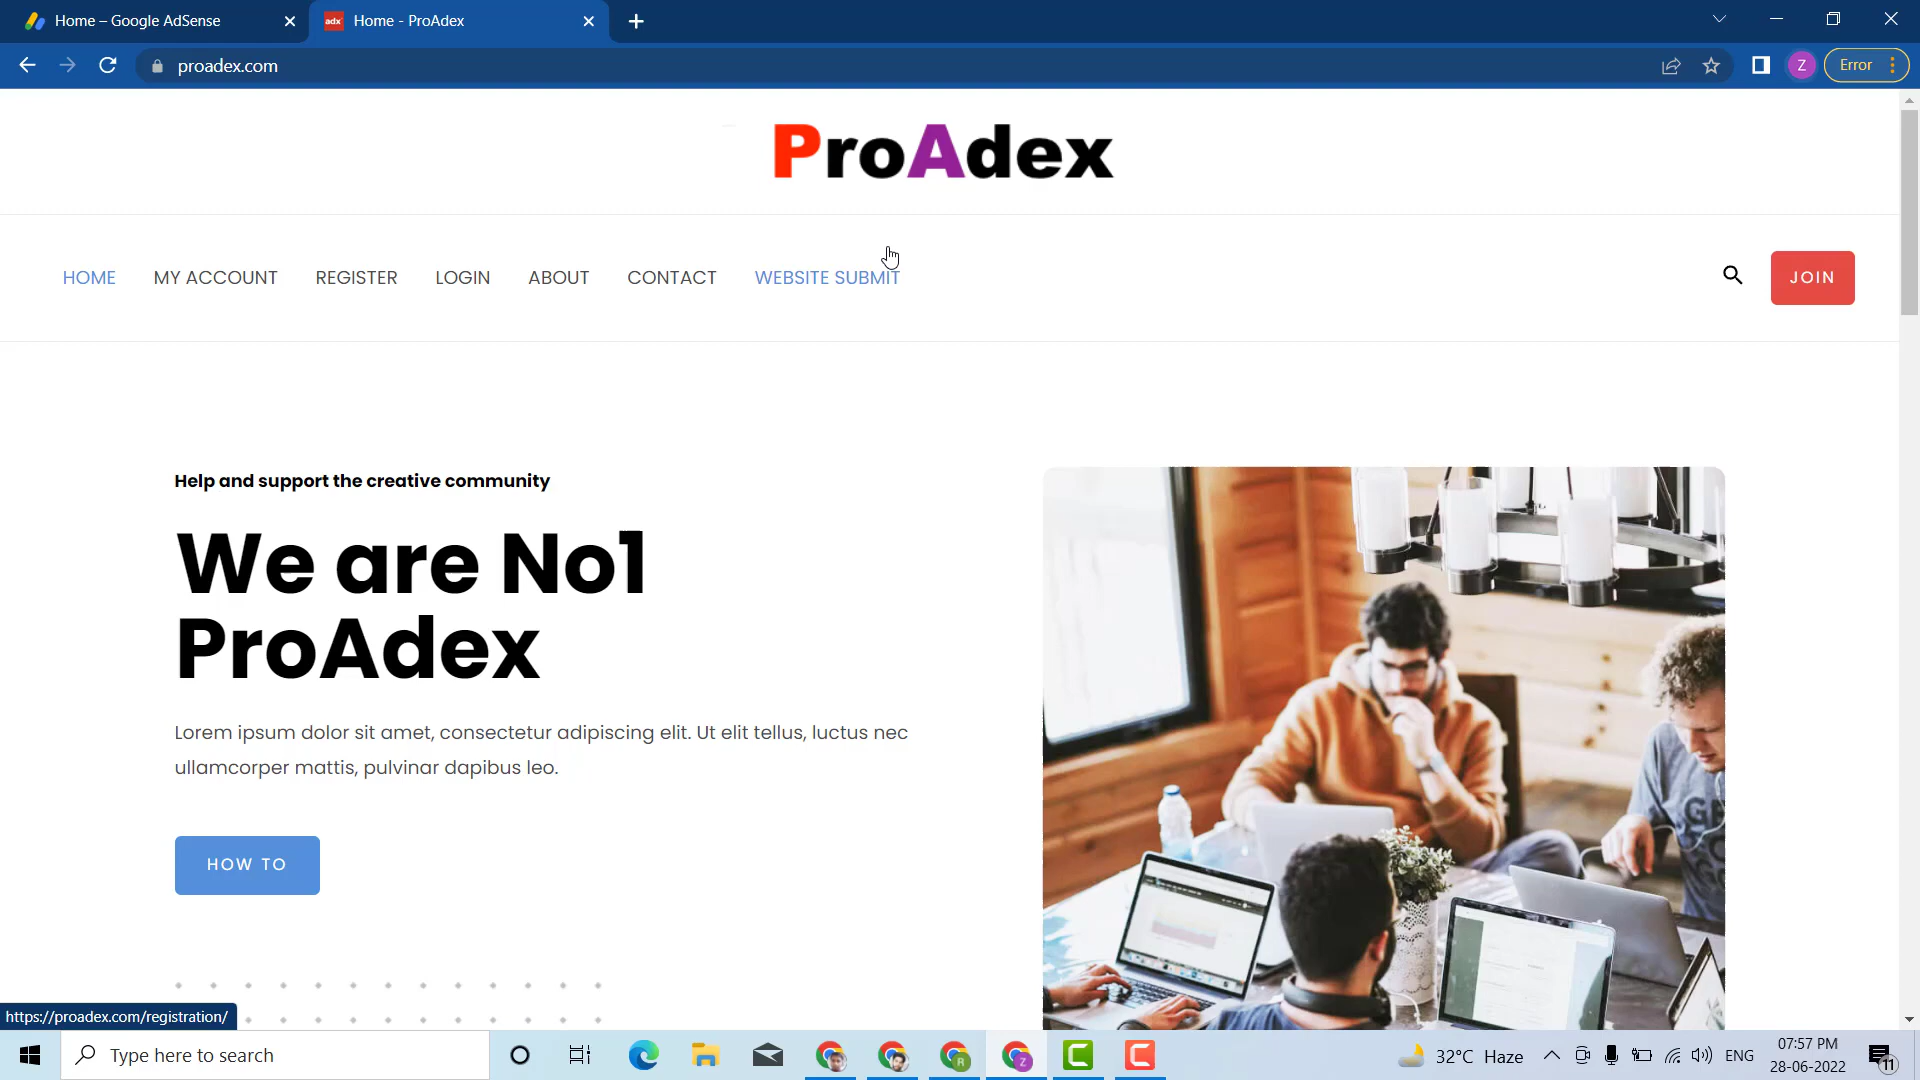 Home – Google AdSense
adx
Home - ProAdex
proadex.com
Z
Error
ProAdex
HOME
MY ACCOUNT
REGISTER
LOGIN
ABOUT
CONTACT
WEBSITE SUBMIT
JOIN
Help and support the creative community
We are No1
ProAdex
Lorem ipsum dolor sit amet, consectetur adipiscing elit. Ut elit tellus, luctus nec
ullamcorper mattis, pulvinar dapibus leo.
HOW TO
https://proadex.com/registration/
Type here to search
R
Z
32°C Haze
ENG
07:57 PM
28-06-2022
11